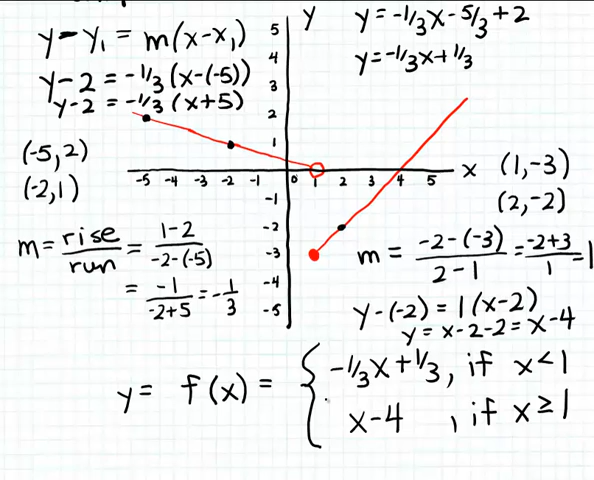 y-y₁ = m(x-x₁)
y-2 = -1/3 (x-(-5))
y-2 = -1/3 (x+5)
(-5, 2)
(-2, 1)
m = rise/run = (1-2)/(-2-(-5))
= -1/(-2+5) = -1/3
y
y = -1/3x - 5/3 + 2
y = -1/3x + 1/3
5
4
3
2
1
-5 -4 -3 -2 -1 0 1 2 3 4 5 x
-1
-2
-3
-4
-5
(1, -3)
(2, -2)
m = (-2-(-3))/(2-1) = (-2+3)/1 = 1
y-(-2) = 1(x-2)
y = x-2-2 = x-4
y = f(x) = { -1/3x + 1/3, if x < 1
x-4 , if x ≥ 1